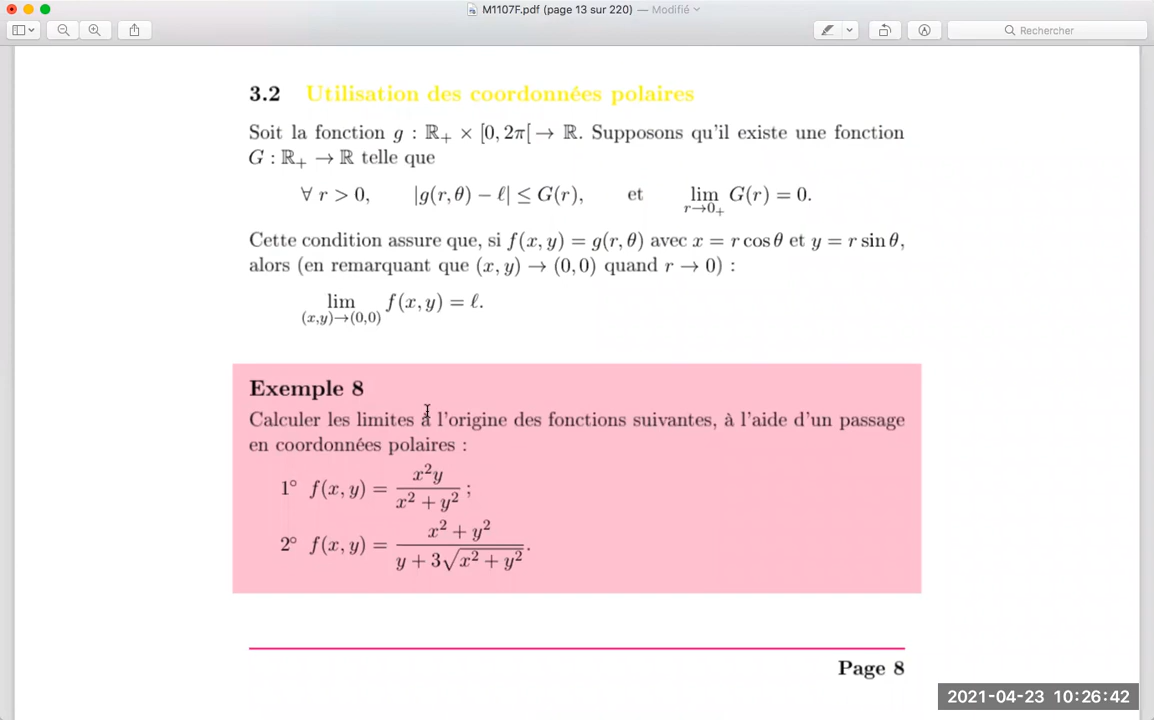 M1107F.pdf (page 13 sur 220) — Modifié
Rechercher
3.2 Utilisation des coordonnées polaires
Soit la fonction g : ℝ₊ × [0, 2π[ → ℝ. Supposons qu'il existe une fonction
G : ℝ₊ → ℝ telle que
∀ r > 0, |g(r, θ) − ℓ| ≤ G(r), et lim_{r→0₊} G(r) = 0.
Cette condition assure que, si f(x, y) = g(r, θ) avec x = r cos θ et y = r sin θ,
alors (en remarquant que (x, y) → (0, 0) quand r → 0) :
lim_{(x,y)→(0,0)} f(x, y) = ℓ.
Exemple 8
Calculer les limites à l'origine des fonctions suivantes, à l'aide d'un passage
en coordonnées polaires :
1° f(x, y) = \frac{x²y}{x² + y²} ;
2° f(x, y) = \frac{x² + y²}{y + 3√(x² + y²)}.
Page 8
2021-04-23 10:26:42